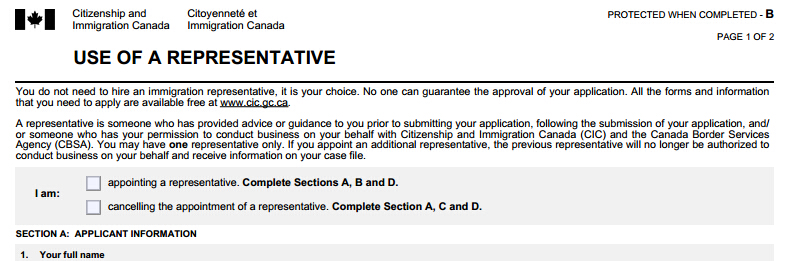 Citizenship and Citoyenneté et PROTECTED WHEN COMPLETED - B
Immigration Canada Immigration Canada
PAGE 1 OF 2
USE OF A REPRESENTATIVE
You do not need to hire an immigration representative, it is your choice. No one can guarantee the approval of your application. All the forms and information
that you need to apply are available free at www.cic.gc.ca.
A representative is someone who has provided advice or guidance to you prior to submitting your application, following the submission of your application, and/
or someone who has your permission to conduct business on your behalf with Citizenship and Immigration Canada (CIC) and the Canada Border Services
Agency (CBSA). You may have one representative only. If you appoint an additional representative, the previous representative will no longer be authorized to
conduct business on your behalf and receive information on your case file.
I am:
appointing a representative. Complete Sections A, B and D.
cancelling the appointment of a representative. Complete Section A, C and D.
SECTION A: APPLICANT INFORMATION
1. Your full name